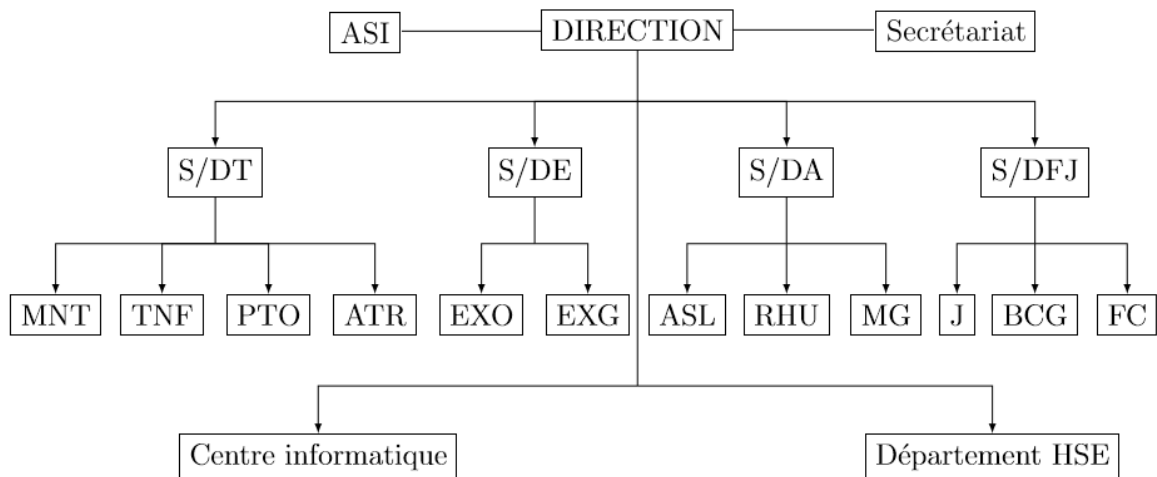 ASI DIRECTION Secrétariat
S/DT S/DE S/DA S/DFJ
MNT TNF PTO ATR EXO EXG ASL RHU MG J BCG FC
Centre informatique Département HSE